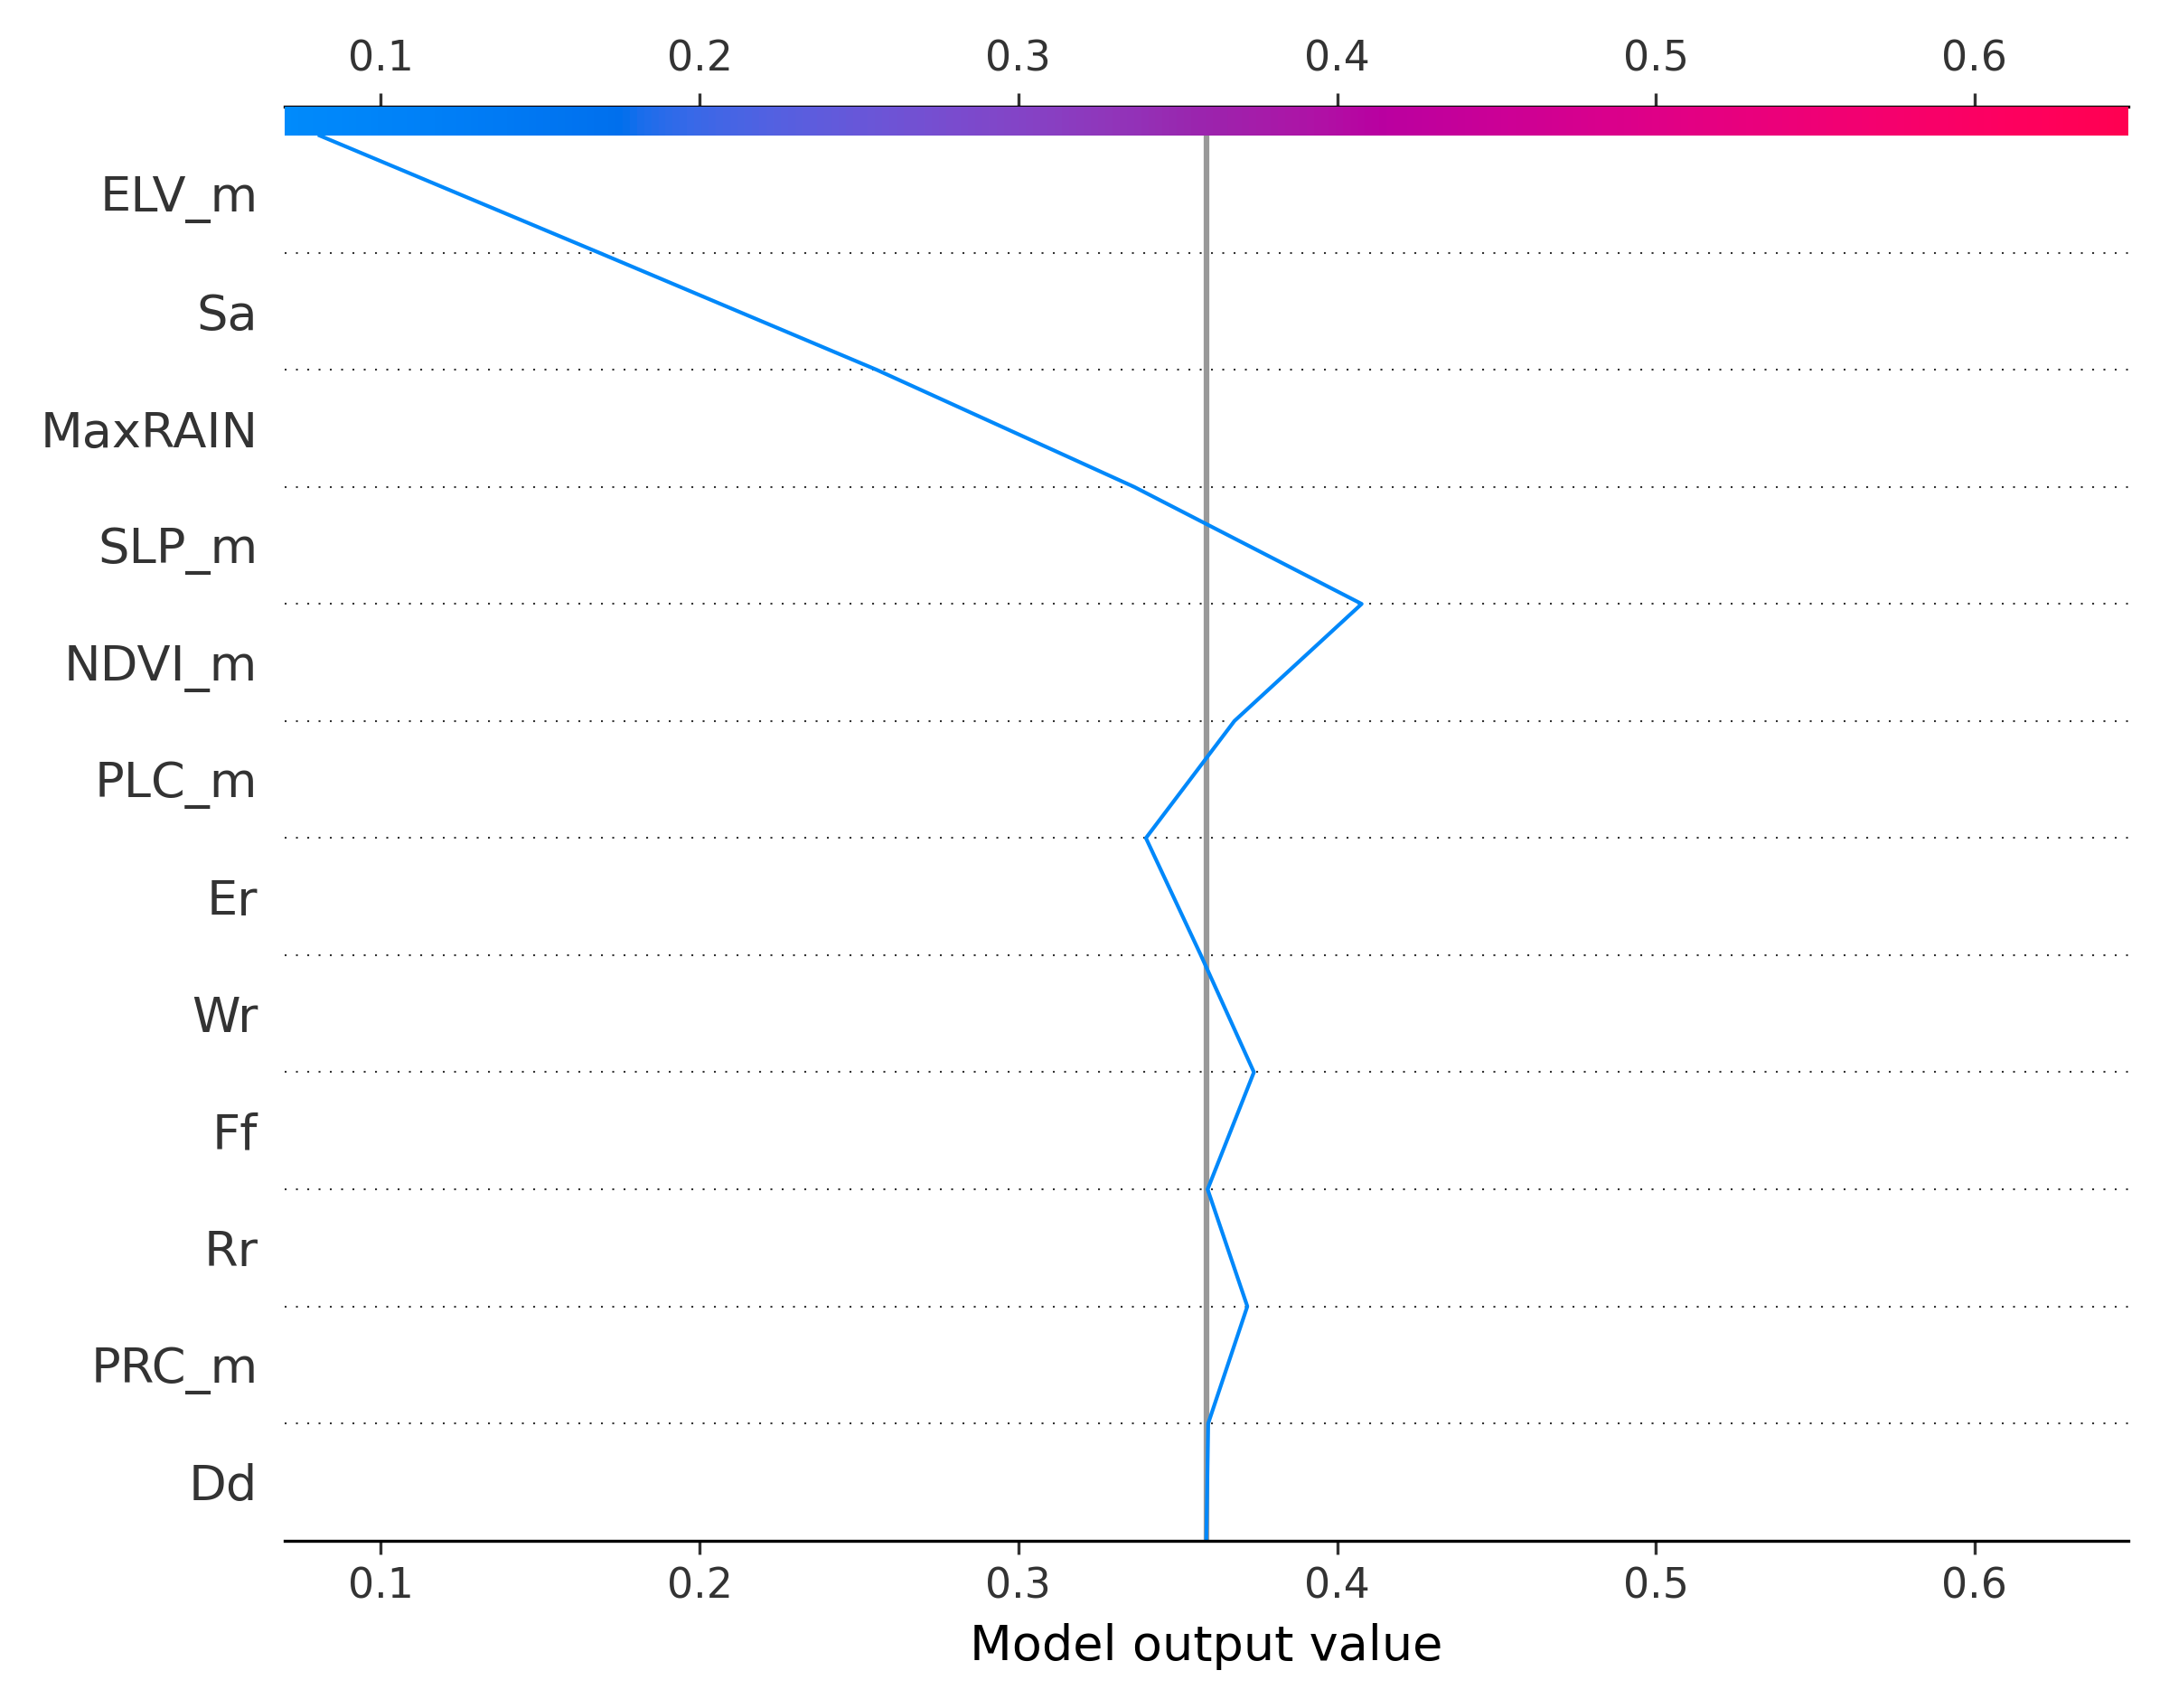 0.1 0.2 0.3 0.4 0.5 0.6
ELV_m
Sa
MaxRAIN
SLP_m
NDVI_m
PLC_m
Er
Wr
Ff
Rr
PRC_m
Dd
0.1 0.2 0.3 0.4 0.5 0.6
Model output value